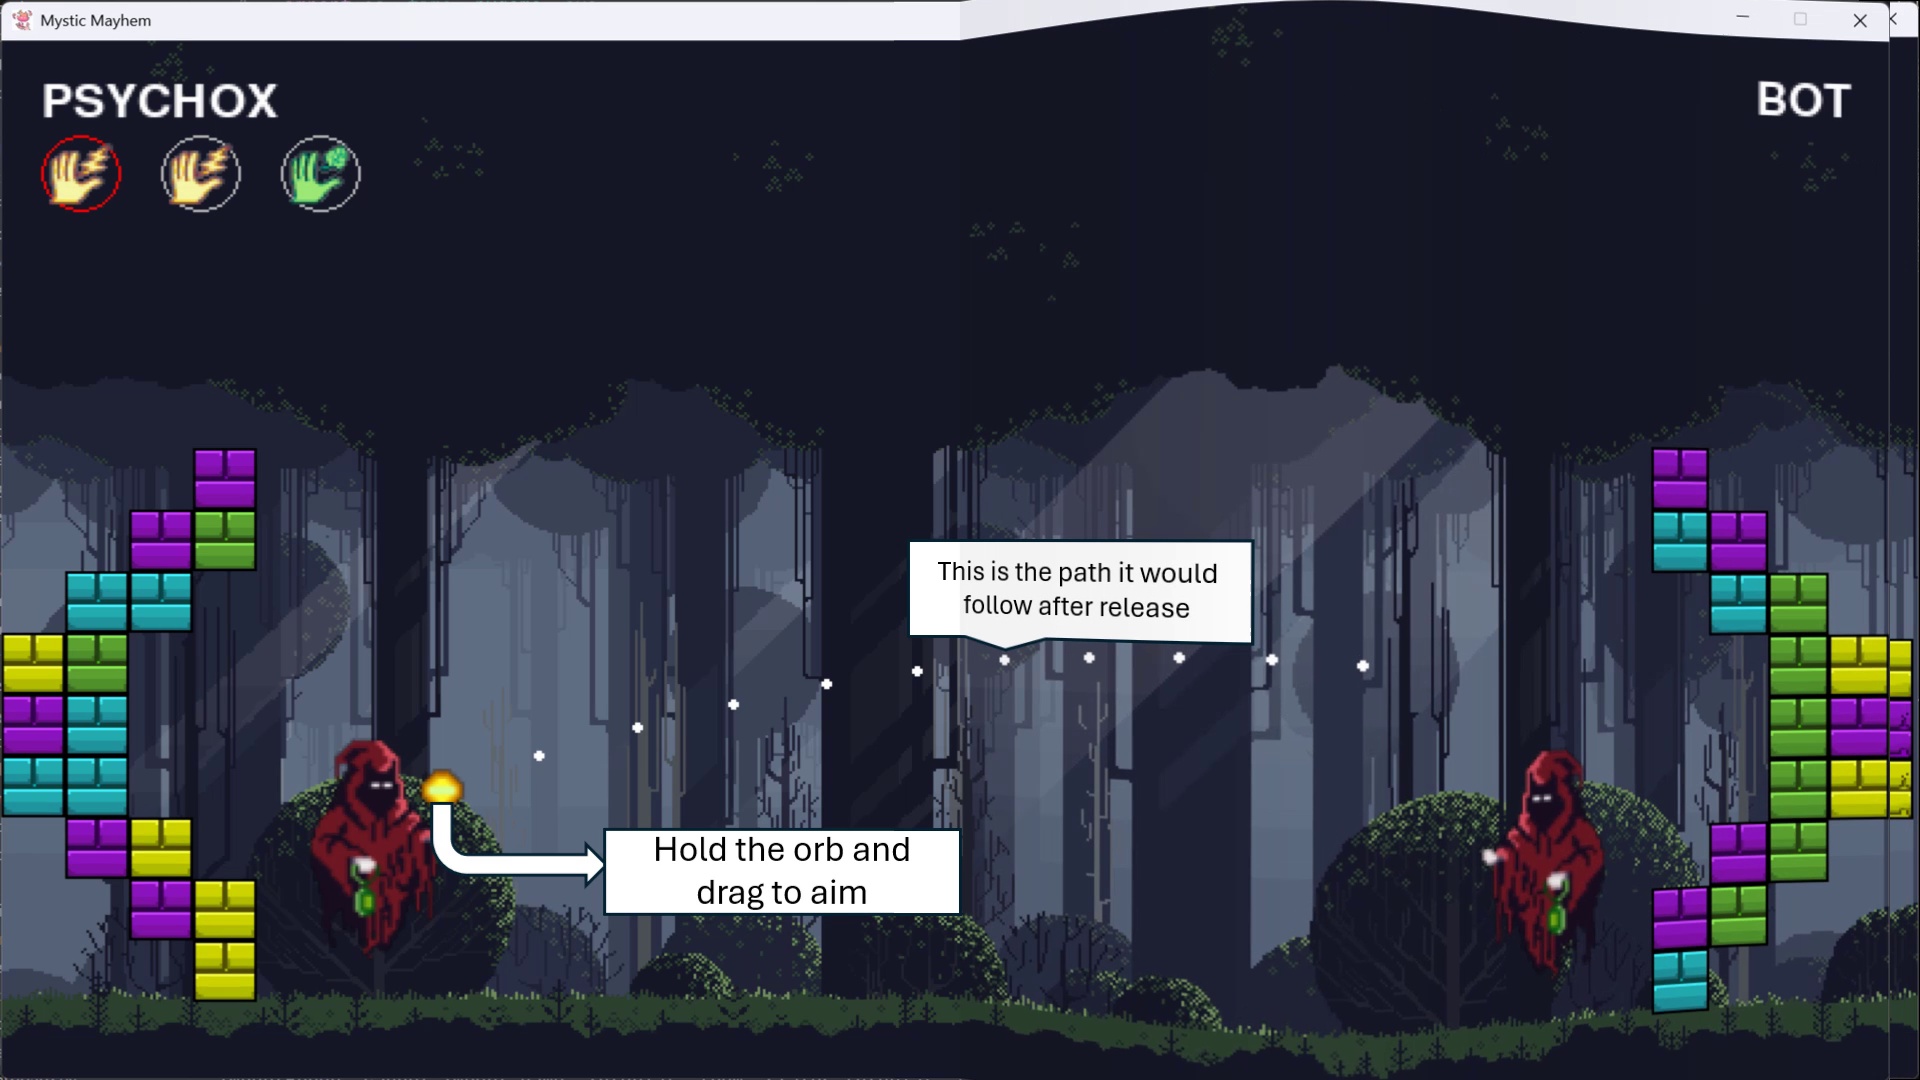 Mystic Mayhem
PSYCHOX
BOT
This is the path it would
follow after release
Hold the orb and
drag to aim